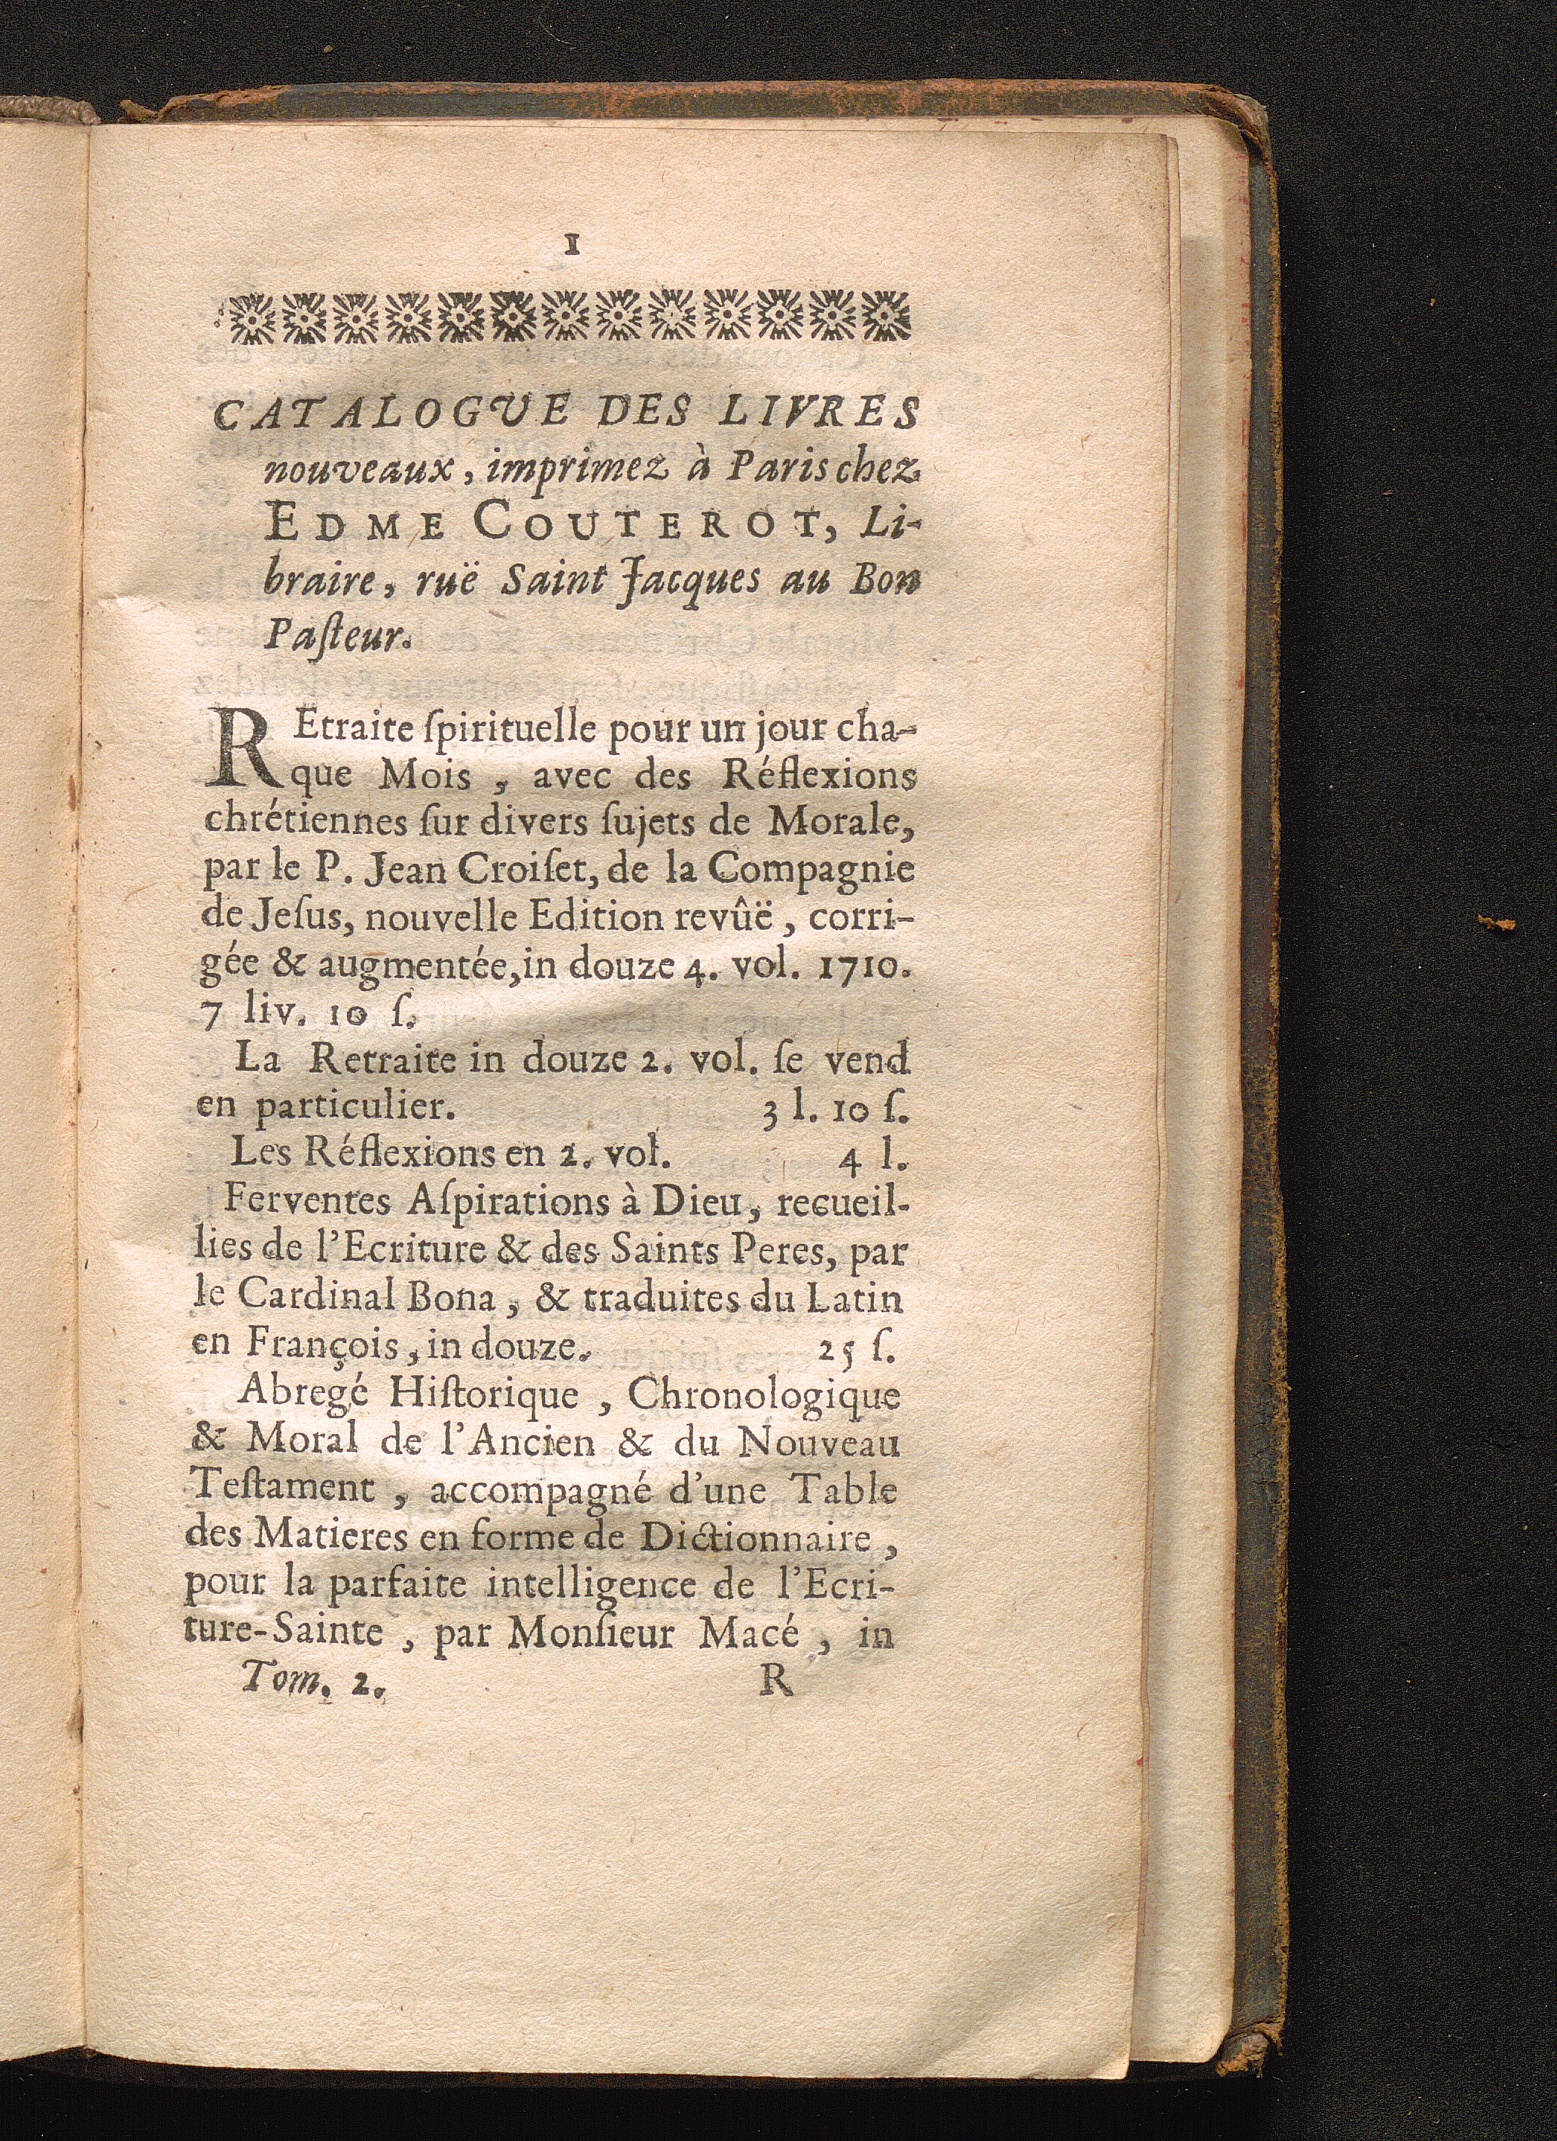 1
CATALOGUE DES LIVRES
nouveaux, imprimez à Paris chez
EDME COUTEROT, Li-
braire, ruë Saint Jacques au Bon
Paſteur.
REtraite ſpirituelle pour un jour cha-
que Mois, avec des Réflexions
chrétiennes ſur divers ſujets de Morale,
par le P. Jean Croiſet, de la Compagnie
de Jeſus, nouvelle Edition revûë, corri-
gée & augmentée, in douze 4. vol. 1710.
7 liv. 10 ſ.
La Retraite in douze 2. vol. ſe vend
en particulier. 3 l. 10 ſ.
Les Réflexions en 2. vol. 4 l.
Ferventes Aſpirations à Dieu, recueil-
lies de l'Ecriture & des Saints Peres, par
le Cardinal Bona, & traduites du Latin
en François, in douze. 25 ſ.
Abregé Hiſtorique, Chronologique
& Moral de l'Ancien & du Nouveau
Teſtament, accompagné d'une Table
des Matieres en forme de Dictionnaire,
pour la parfaite intelligence de l'Ecri-
ture-Sainte, par Monſieur Macé, in
Tom. 2. R